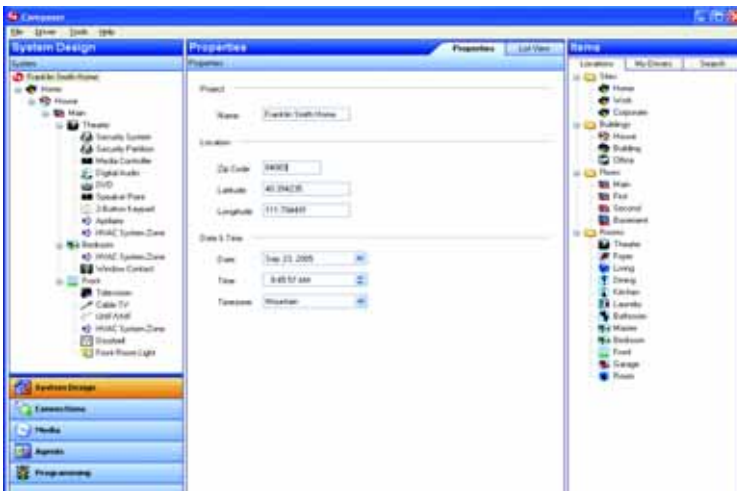 Composer
File Driver Tools Help
System Design
System
Franklin Smith Home
Home
House
Main
Theater
Security System
Security Partition
Media Controller
Digital Audio
DVD
Speaker Point
2-Button Keypad
Aprilaire
HVAC System Zone
Bedroom
HVAC System Zone
Window Contact
Front
Television
Cable TV
UHF/VHF
HVAC System Zone
Doorbell
Front Room Light
System Design
Connections
Media
Agents
Programming
Properties
Properties List View
Properties
Project
Name Franklin Smith Home
Location
Zip Code
Latitude
Longitude
Date & Time
Date Sep 23, 2005
Time
Timezone Mountain
Items
Locations My Drivers Search
Sites
Home
Work
Corporate
Buildings
House
Building
Office
Floors
Main
First
Second
Basement
Rooms
Theater
Foyer
Living
Dining
Kitchen
Laundry
Bathroom
Master
Bedroom
Front
Garage
Room